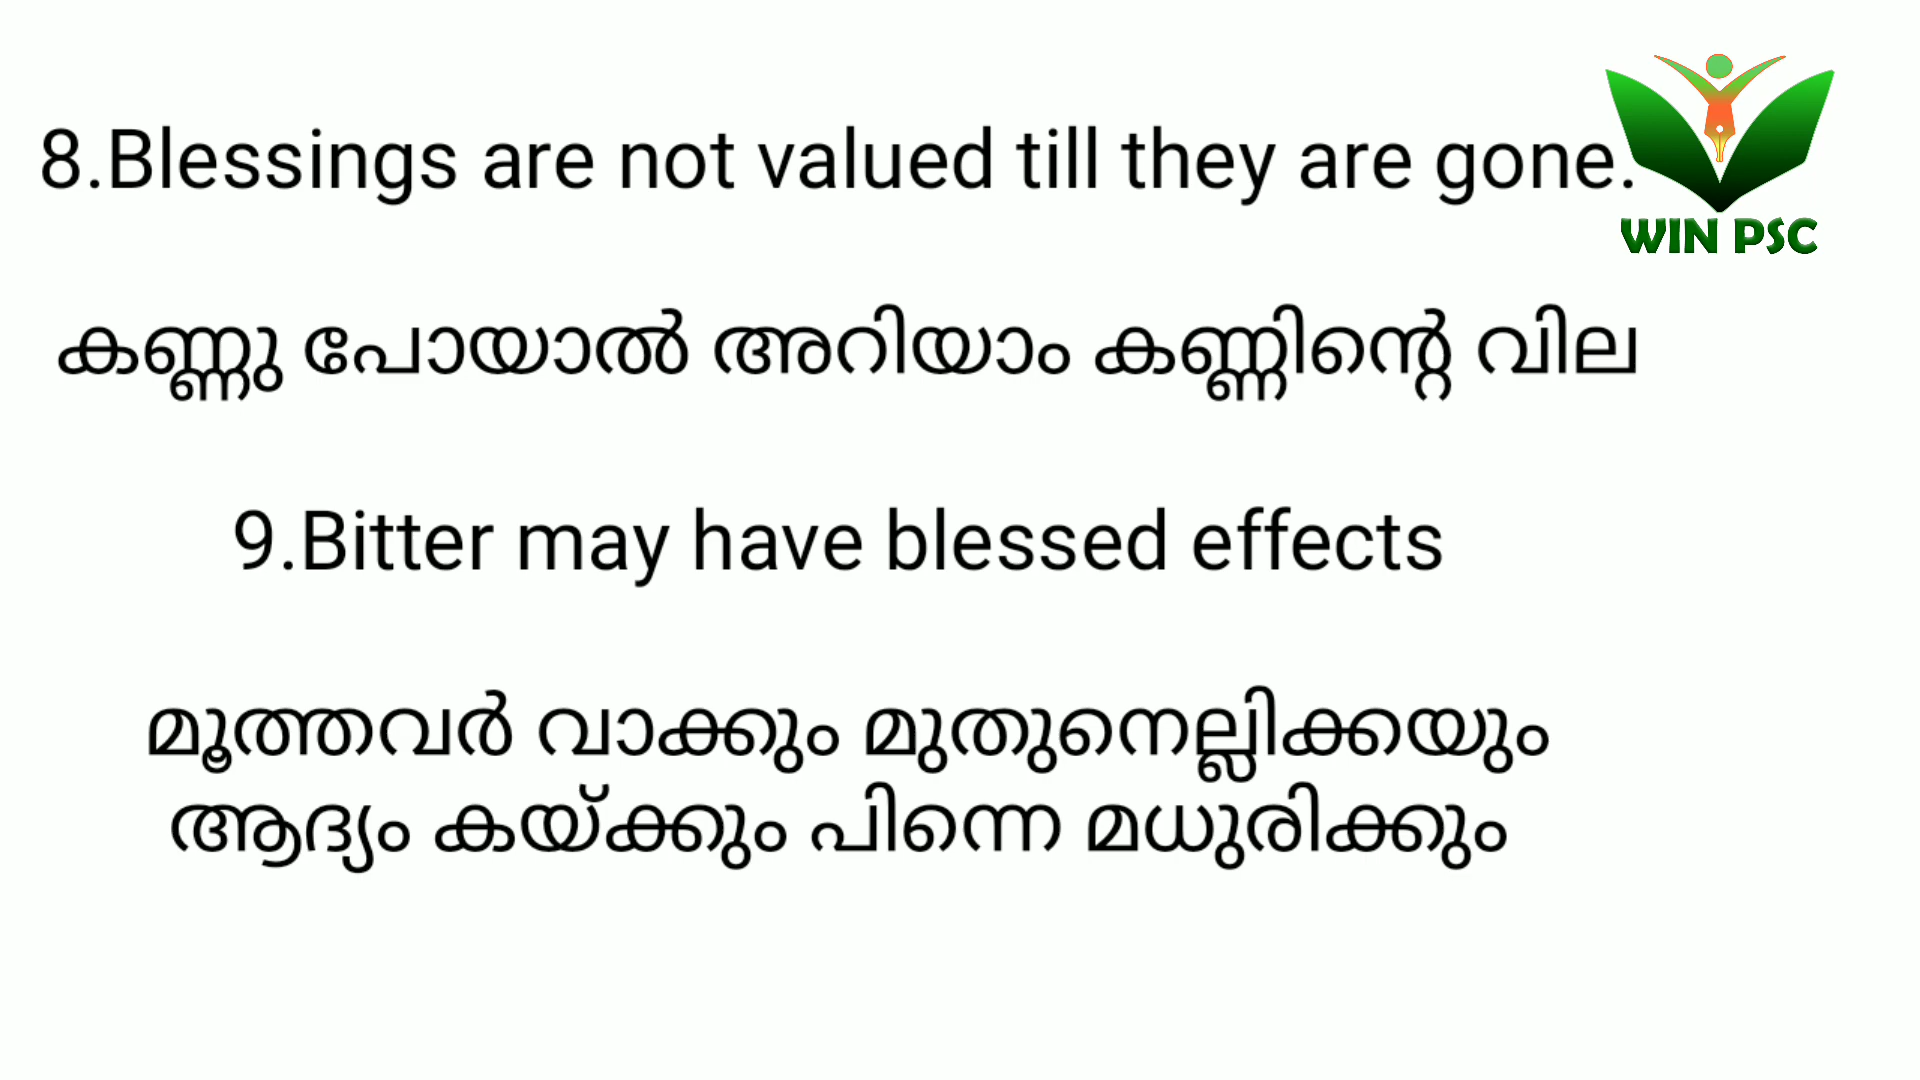 8.Blessings are not valued till they are gone.
WIN PSC
കണ്ണു പോയാൽ അറിയാം കണ്ണിന്റെ വില
9.Bitter may have blessed effects
മൂത്തവർ വാക്കും മുതുനെല്ലിക്കയും
ആദ്യം കയ്ക്കും പിന്നെ മധുരിക്കും